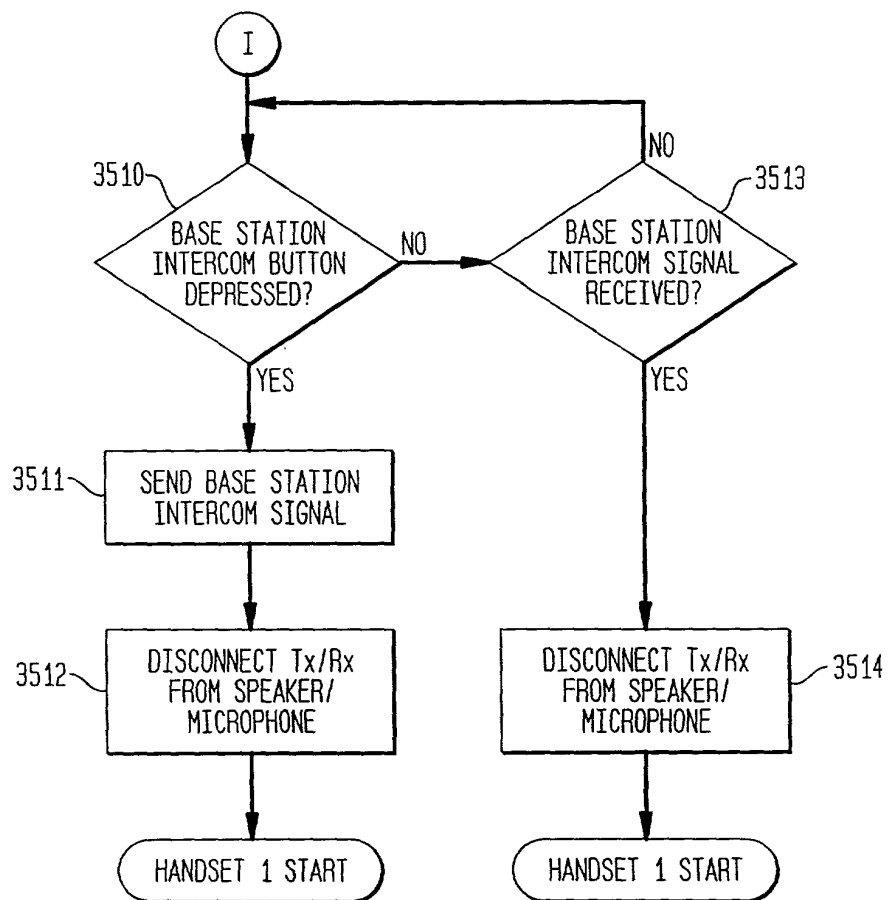 I
3510
BASE STATION
INTERCOM BUTTON
DEPRESSED?
NO
YES
3513
BASE STATION
INTERCOM SIGNAL
RECEIVED?
NO
YES
3511
SEND BASE STATION
INTERCOM SIGNAL
3512
DISCONNECT Tx/Rx
FROM SPEAKER/
MICROPHONE
3514
DISCONNECT Tx/Rx
FROM SPEAKER/
MICROPHONE
HANDSET 1 START
HANDSET 1 START